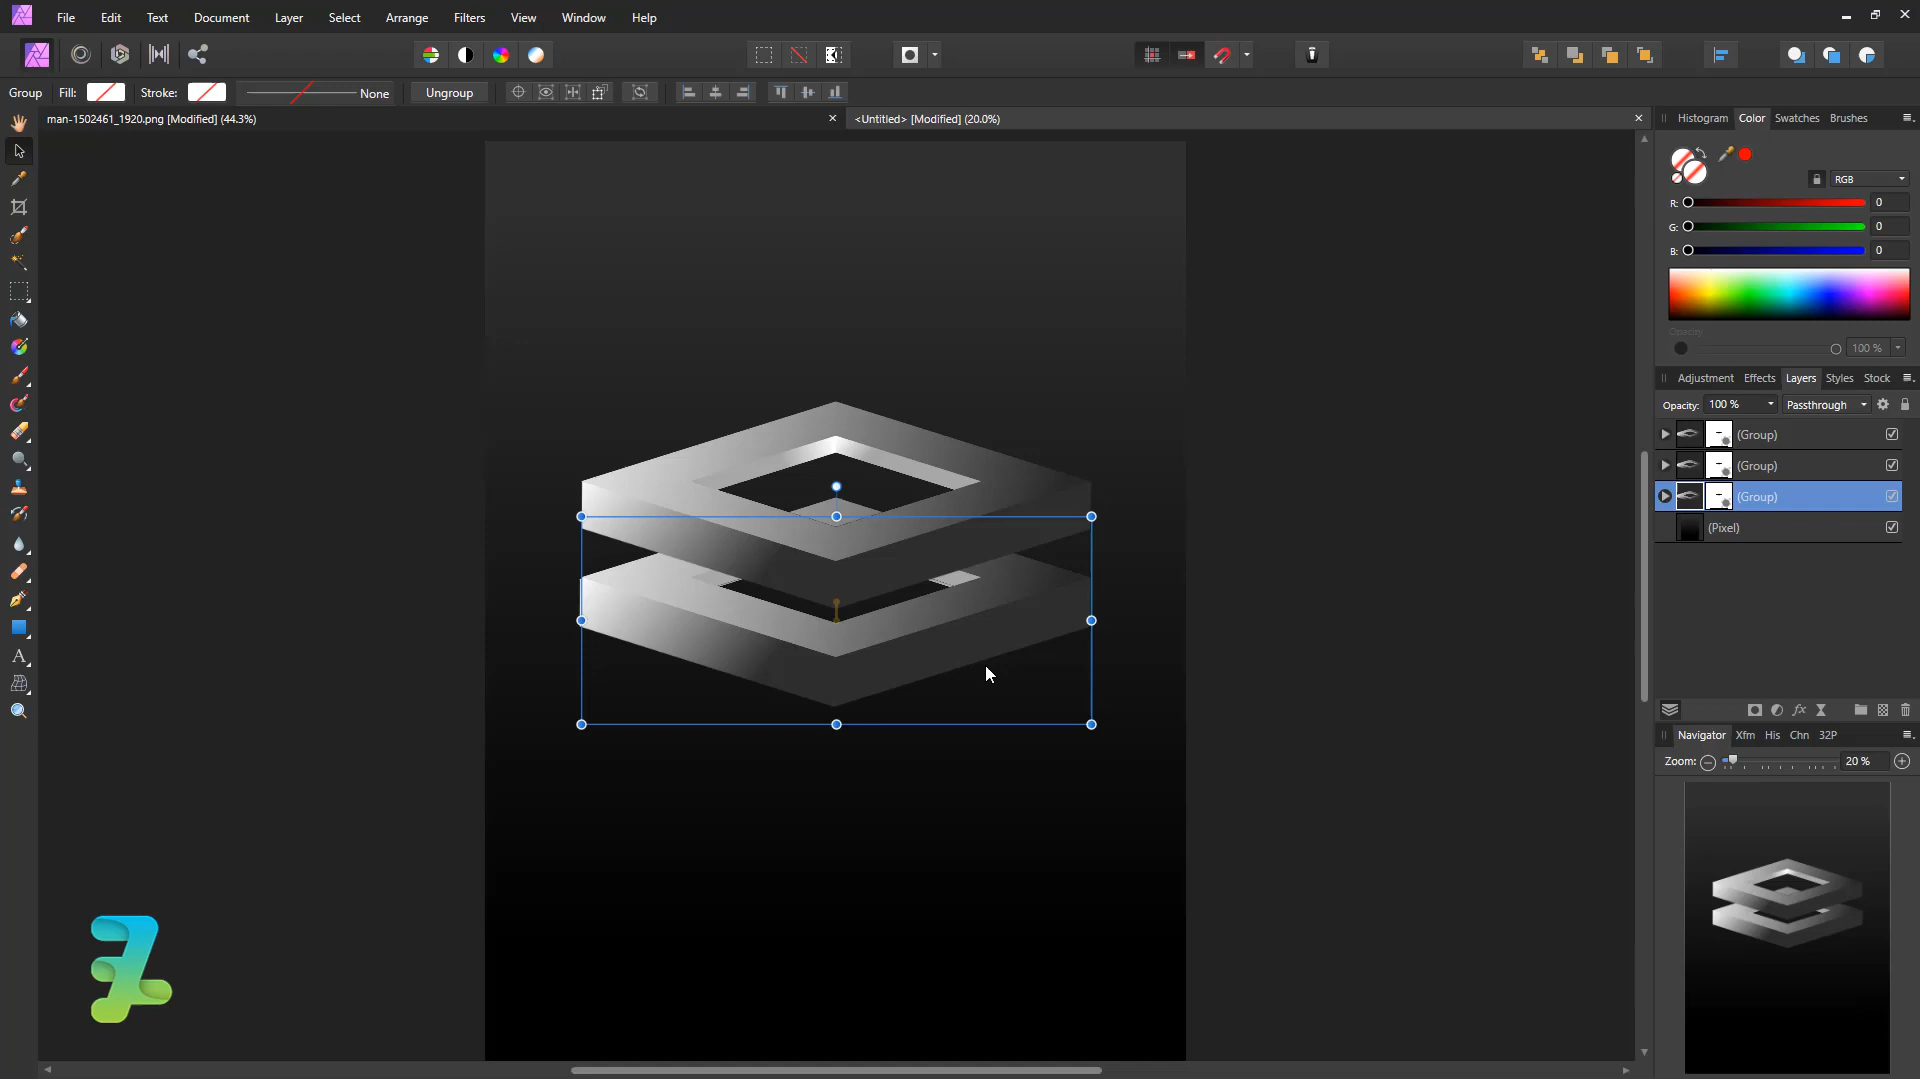 File Edit Text Document Layer Select Arrange Filters View Window Help
Group Fill: Stroke: None Ungroup
man-1502461_1920.png [Modified] (44.3%)
<Untitled> [Modified] (20.0%)
Histogram Color Swatches Brushes
RGB
R: 0
G: 0
B: 0
Opacity
100 %
Adjustment Effects Layers Styles Stock
Opacity: 100 % Passthrough
(Group)
(Group)
(Group)
(Pixel)
Navigator Xfm His Chn 32P
Zoom: 20 %